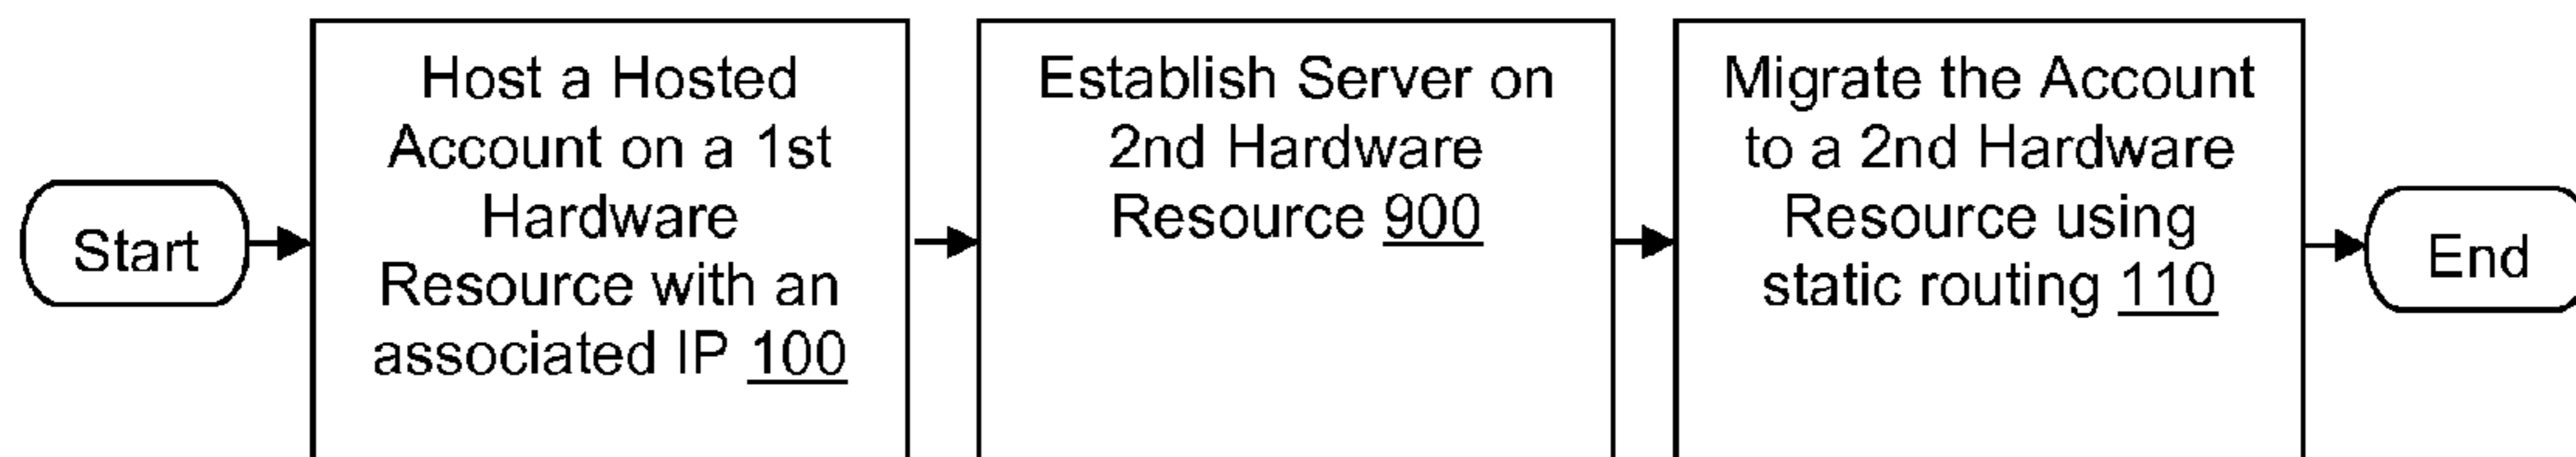 Start
Host a Hosted
Account on a 1st
Hardware
Resource with an
associated IP 100
Establish Server on
2nd Hardware
Resource 900
Migrate the Account
to a 2nd Hardware
Resource using
static routing 110
End